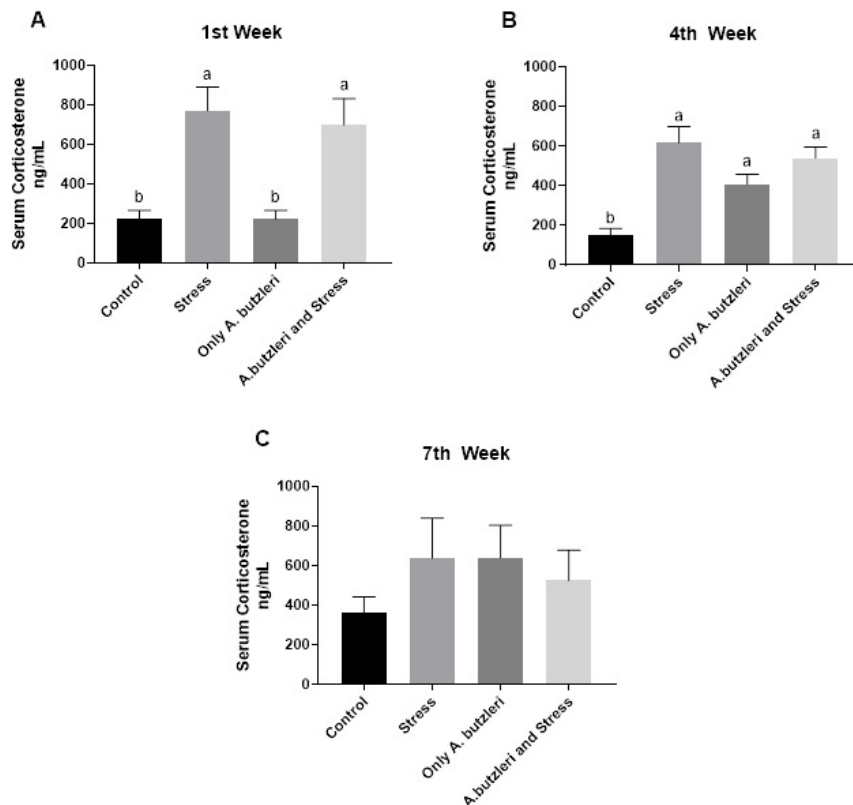 A
1st Week
Serum Corticosterone
ng/mL
1000
800
600
400
200
0
b
a
b
a
Control
Stress
Only A. butzleri
A.butzleri and Stress
B
4th Week
Serum Corticosterone
ng/mL
1000
800
600
400
200
0
b
a
a
a
Control
Stress
Only A. butzleri
A.butzleri and Stress
C
7th Week
Serum Corticosterone
ng/mL
1000
800
600
400
200
0
Control
Stress
Only A. butzleri
A.butzleri and Stress